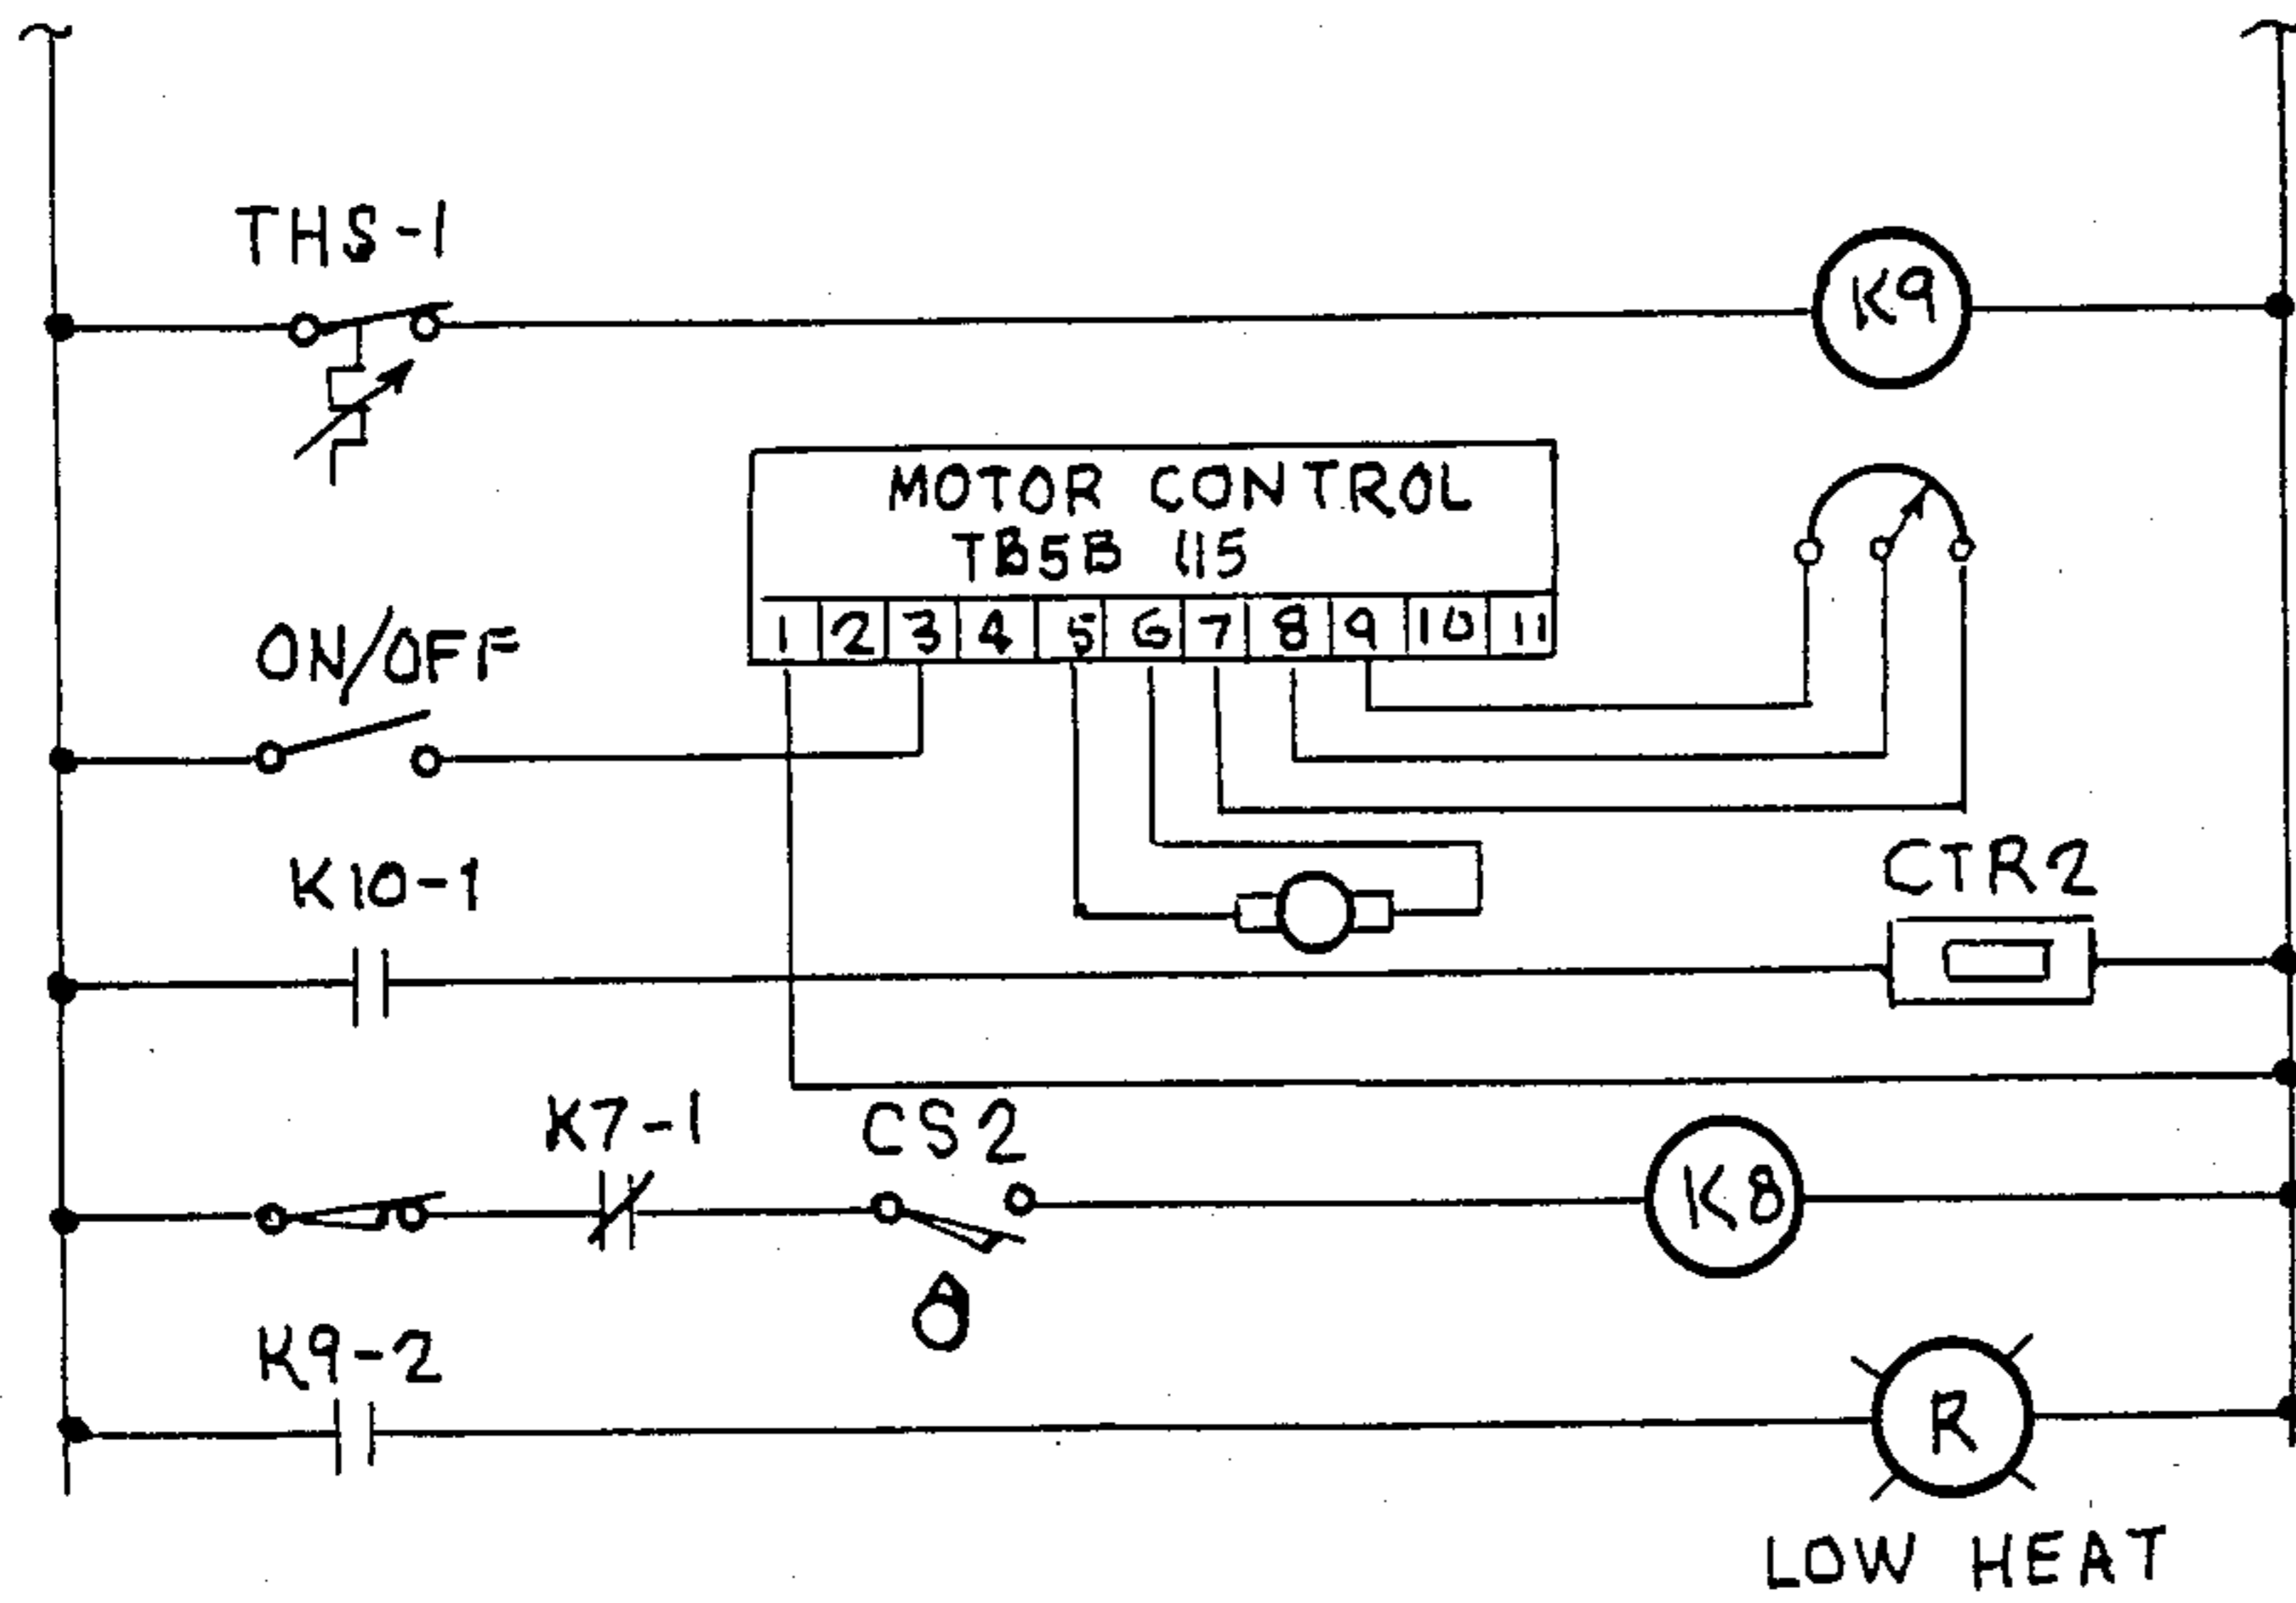 THS-1
K9
MOTOR CONTROL
TB5B 115
1 2 3 4 5 6 7 8 9 10 11
ON/OFF
K10-1
CTR2
K7-1
CS2
K8
K9-2
R
LOW HEAT